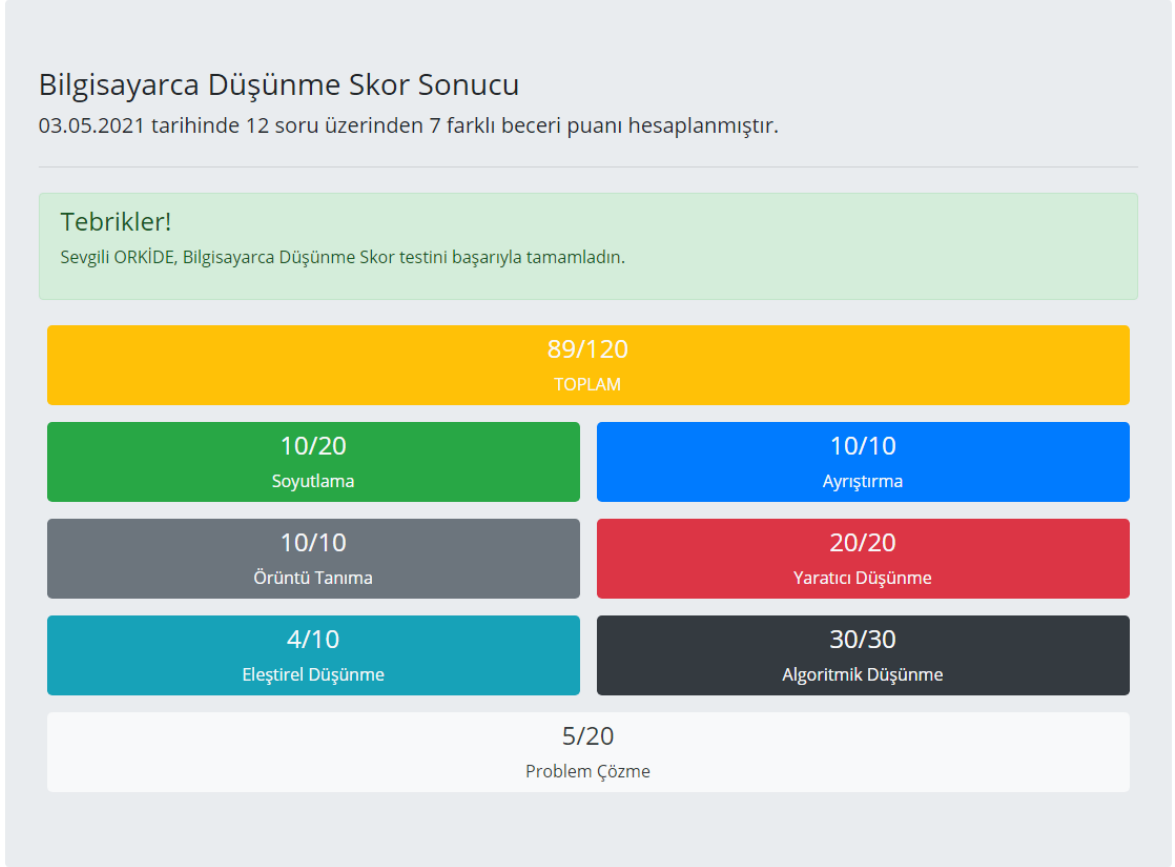 Bilgisayarca Düşünme Skor Sonucu
03.05.2021 tarihinde 12 soru üzerinden 7 farklı beceri puanı hesaplanmıştır.
Tebrikler!
Sevgili ORKİDE, Bilgisayarca Düşünme Skor testini başarıyla tamamladın.
89/120
TOPLAM
10/20
Soyutlama
10/10
Ayrıştırma
10/10
Örüntü Tanıma
20/20
Yaratıcı Düşünme
4/10
Eleştirel Düşünme
30/30
Algoritmik Düşünme
5/20
Problem Çözme